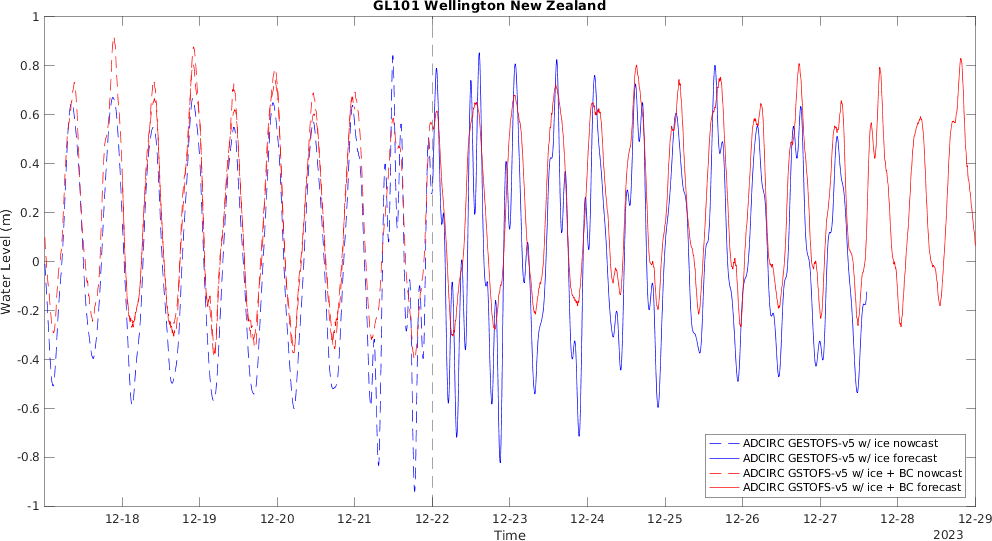 GL101 Wellington New Zealand
1
0.8
0.6
0.4
0.2
0
-0.2
-0.4
-0.6
-0.8
-1
Water Level (m)
12-18 12-19 12-20 12-21 12-22 12-23 12-24 12-25 12-26 12-27 12-28 12-29
Time
2023
ADCIRC GESTOFS-v5 w/ ice nowcast
ADCIRC GESTOFS-v5 w/ ice forecast
ADCIRC GSTOFS-v5 w/ ice + BC nowcast
ADCIRC GSTOFS-v5 w/ ice + BC forecast